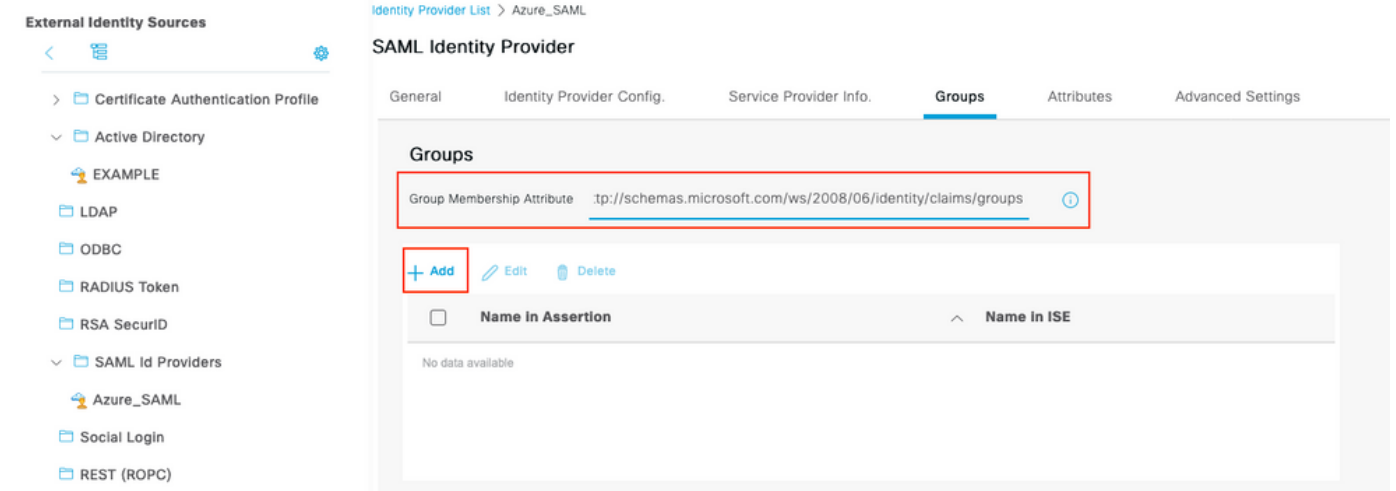 Identity Provider List > Azure_SAML
External Identity Sources
SAML Identity Provider
General Identity Provider Config. Service Provider Info. Groups Attributes Advanced Settings
Certificate Authentication Profile
Active Directory
EXAMPLE
LDAP
ODBC
RADIUS Token
RSA SecurID
SAML Id Providers
Azure_SAML
Social Login
REST (ROPC)
Groups
Group Membership Attribute :tp://schemas.microsoft.com/ws/2008/06/identity/claims/groups
+ Add Edit Delete
Name in Assertion Name in ISE
No data available